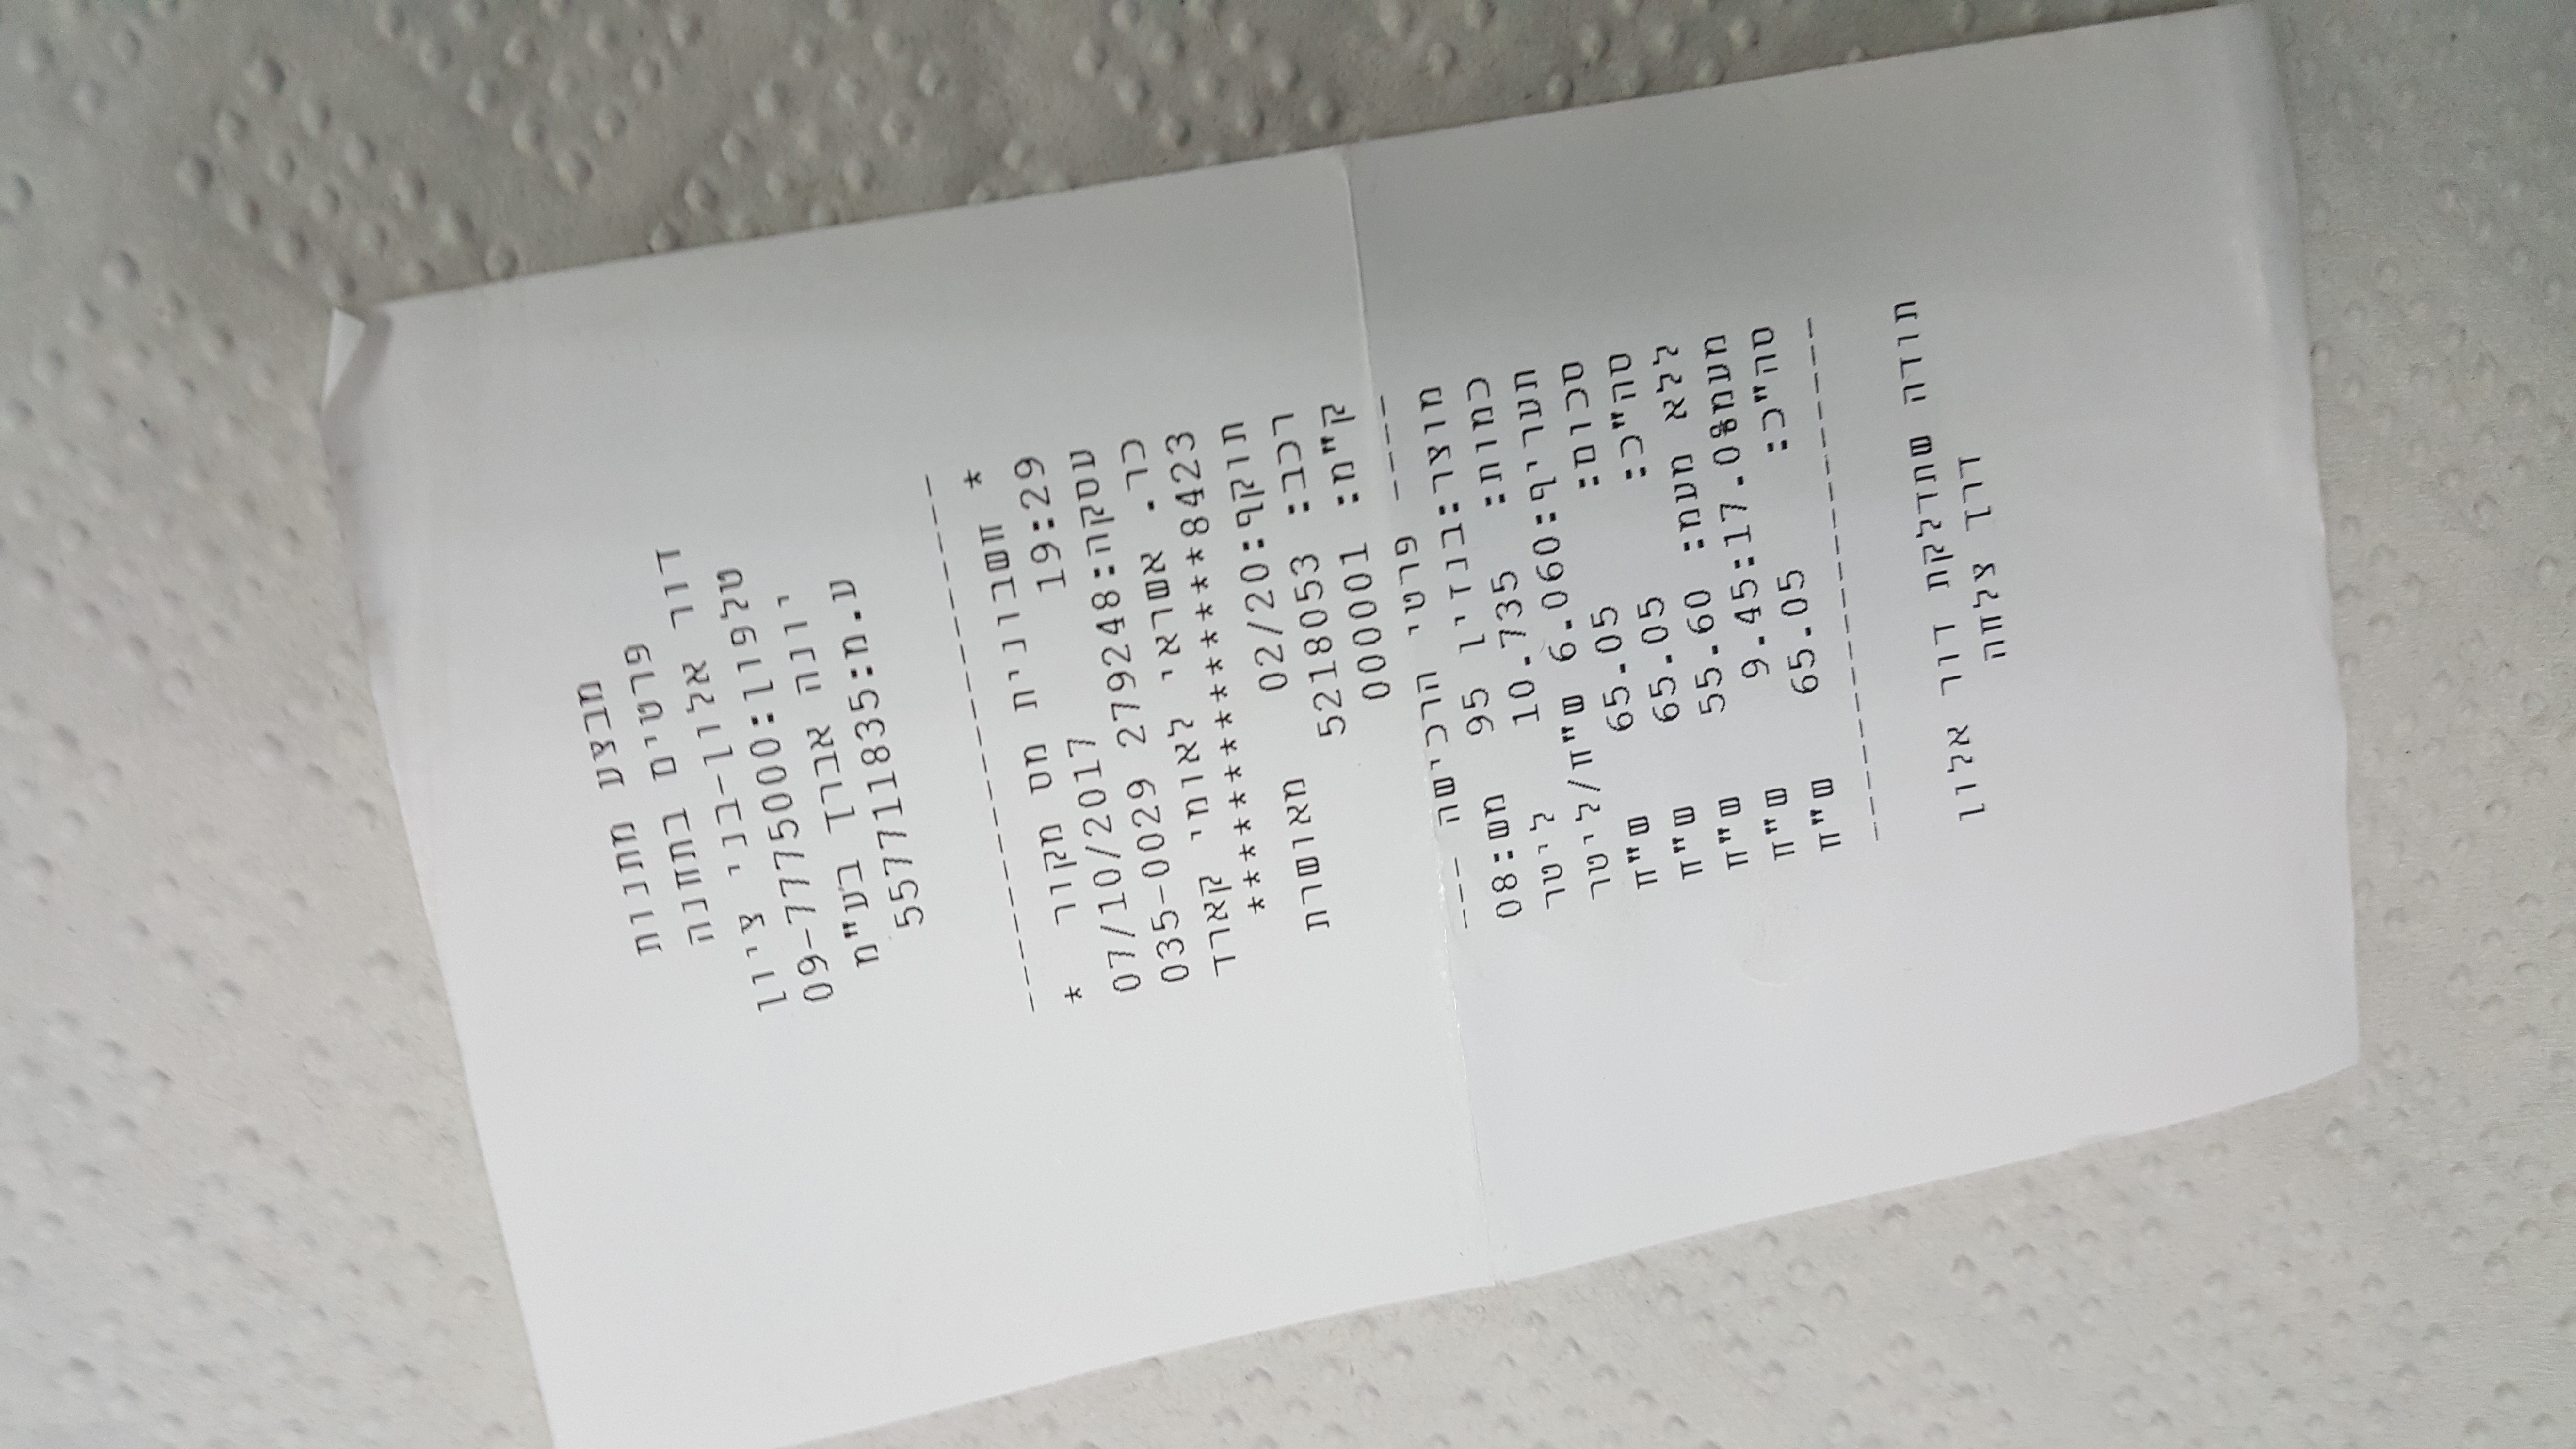 מבצע מתנות
פרטים בתחנה
דור אלון-בני ציון
טלפון:09-7775000
יונה אברך בע"מ
ע.מ:557711835
--------------------
* חשבונית מס מקור *
19:29 07/10/2017
עסקה:279248 035-0029
כר. אשראי לאומי קארד
**************8423
תוקף:02/20 מאושרת
רכב: 5218053
ק"מ: 000001
---- פרטי הרכישה ---
מוצר:בנזין 95 מש:08
כמות: 10.735 ליטר
תעריף:6.060 ש"ח/ליטר
סכום: 65.05 ש"ח
סה"כ: 65.05 ש"ח
ללא מעמ: 55.60 ש"ח
מעמ17.0%:9.45 ש"ח
סה"כ: 65.05 ש"ח
--------------------
תודה שתדלקת דור אלון
דרך צלחה